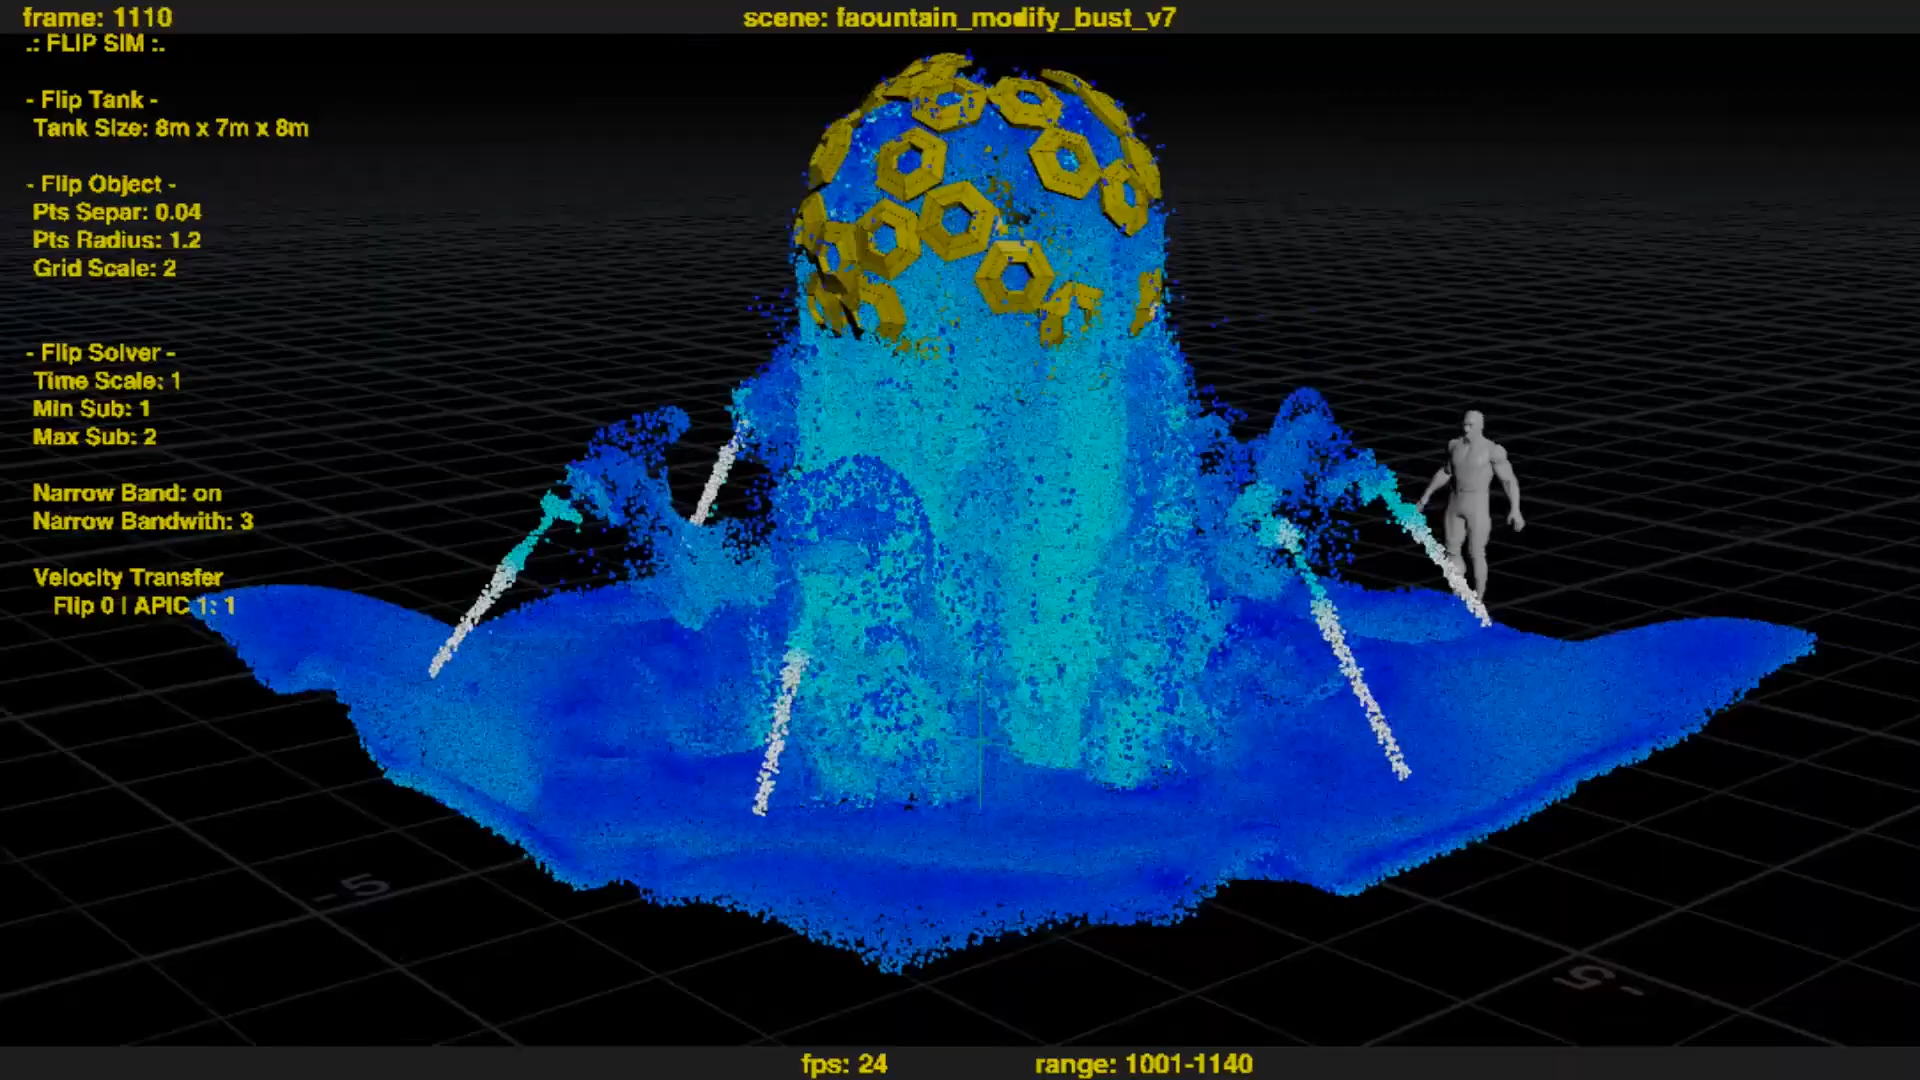 frame: 1110
scene: faountain_modify_bust_v7
.: FLIP SIM :.
- Flip Tank -
Tank Size: 8m x 7m x 8m
- Flip Object -
Pts Separ: 0.04
Pts Radius: 1.2
Grid Scale: 2
- Flip Solver -
Time Scale: 1
Min Sub: 1
Max Sub: 2
Narrow Band: on
Narrow Bandwith: 3
Velocity Transfer
Flip 0 | APIC 1: 1
-5
5-
fps: 24
range: 1001-1140